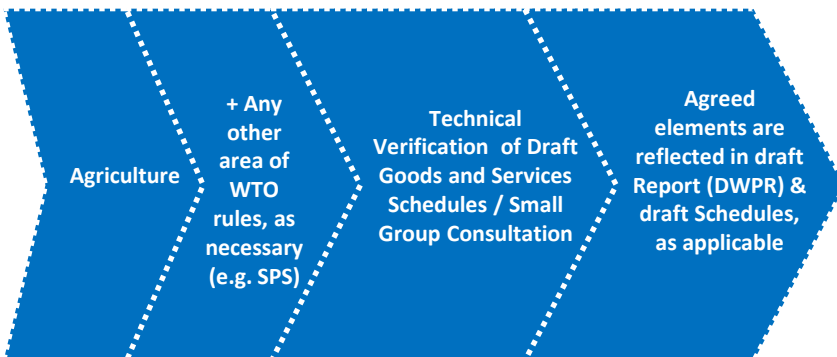 Agriculture
+ Any
other
area of
WTO
rules, as
necessary
(e.g. SPS)
Technical
Verification  of Draft
Goods and Services
Schedules / Small
Group Consultation
Agreed
elements are
reflected in draft
Report (DWPR) &
draft Schedules,
as applicable